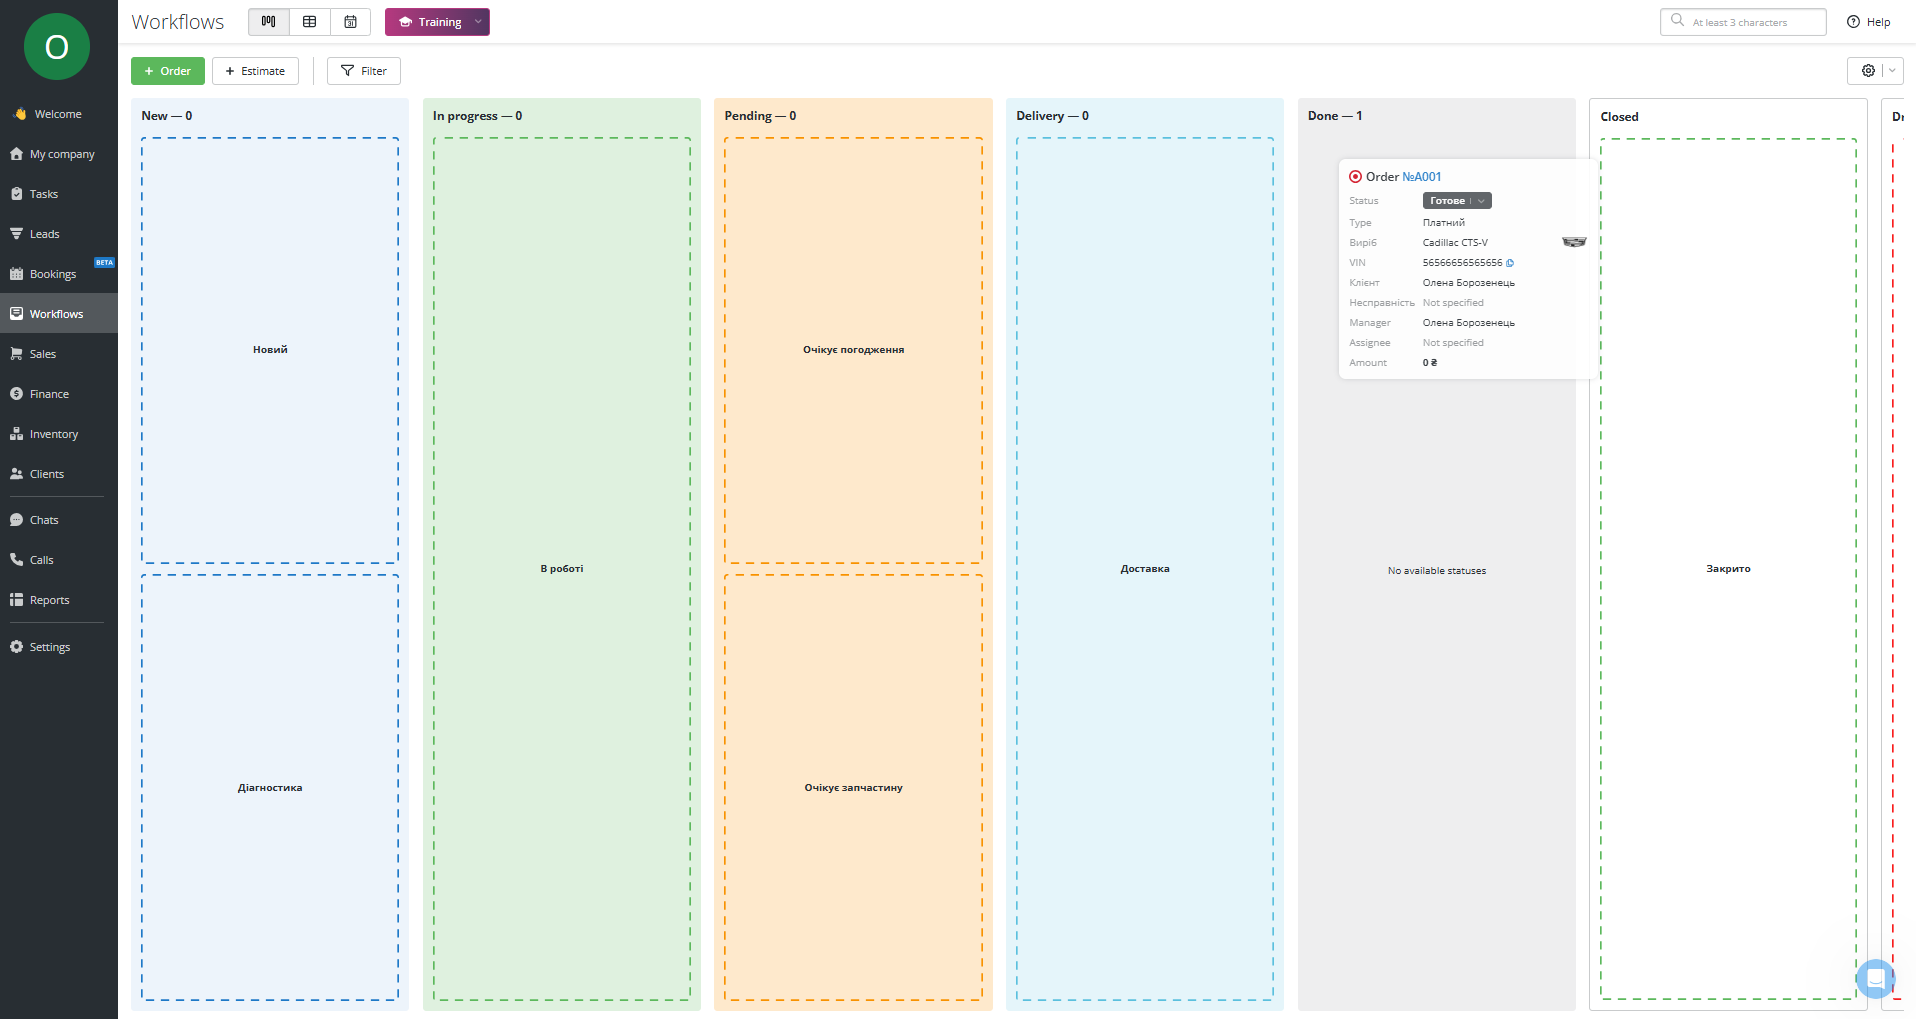 O
Workflows
Training
At least 3 characters
Help
+ Order
+ Estimate
Filter
Welcome
My company
Tasks
Leads
Bookings
BETA
Workflows
Sales
Finance
Inventory
Clients
Chats
Calls
Reports
Settings
New — 0
Новий
Діагностика
In progress — 0
В роботі
Pending — 0
Очікує погодження
Очікує запчастину
Delivery — 0
Доставка
Done — 1
Order №A001
Status Готове
Type Платний
Виріб Cadillac CTS-V
VIN 56566656565656
Клієнт Олена Борозенець
Несправність Not specified
Manager Олена Борозенець
Assignee Not specified
Amount 0 ₴
No available statuses
Closed
Закрито